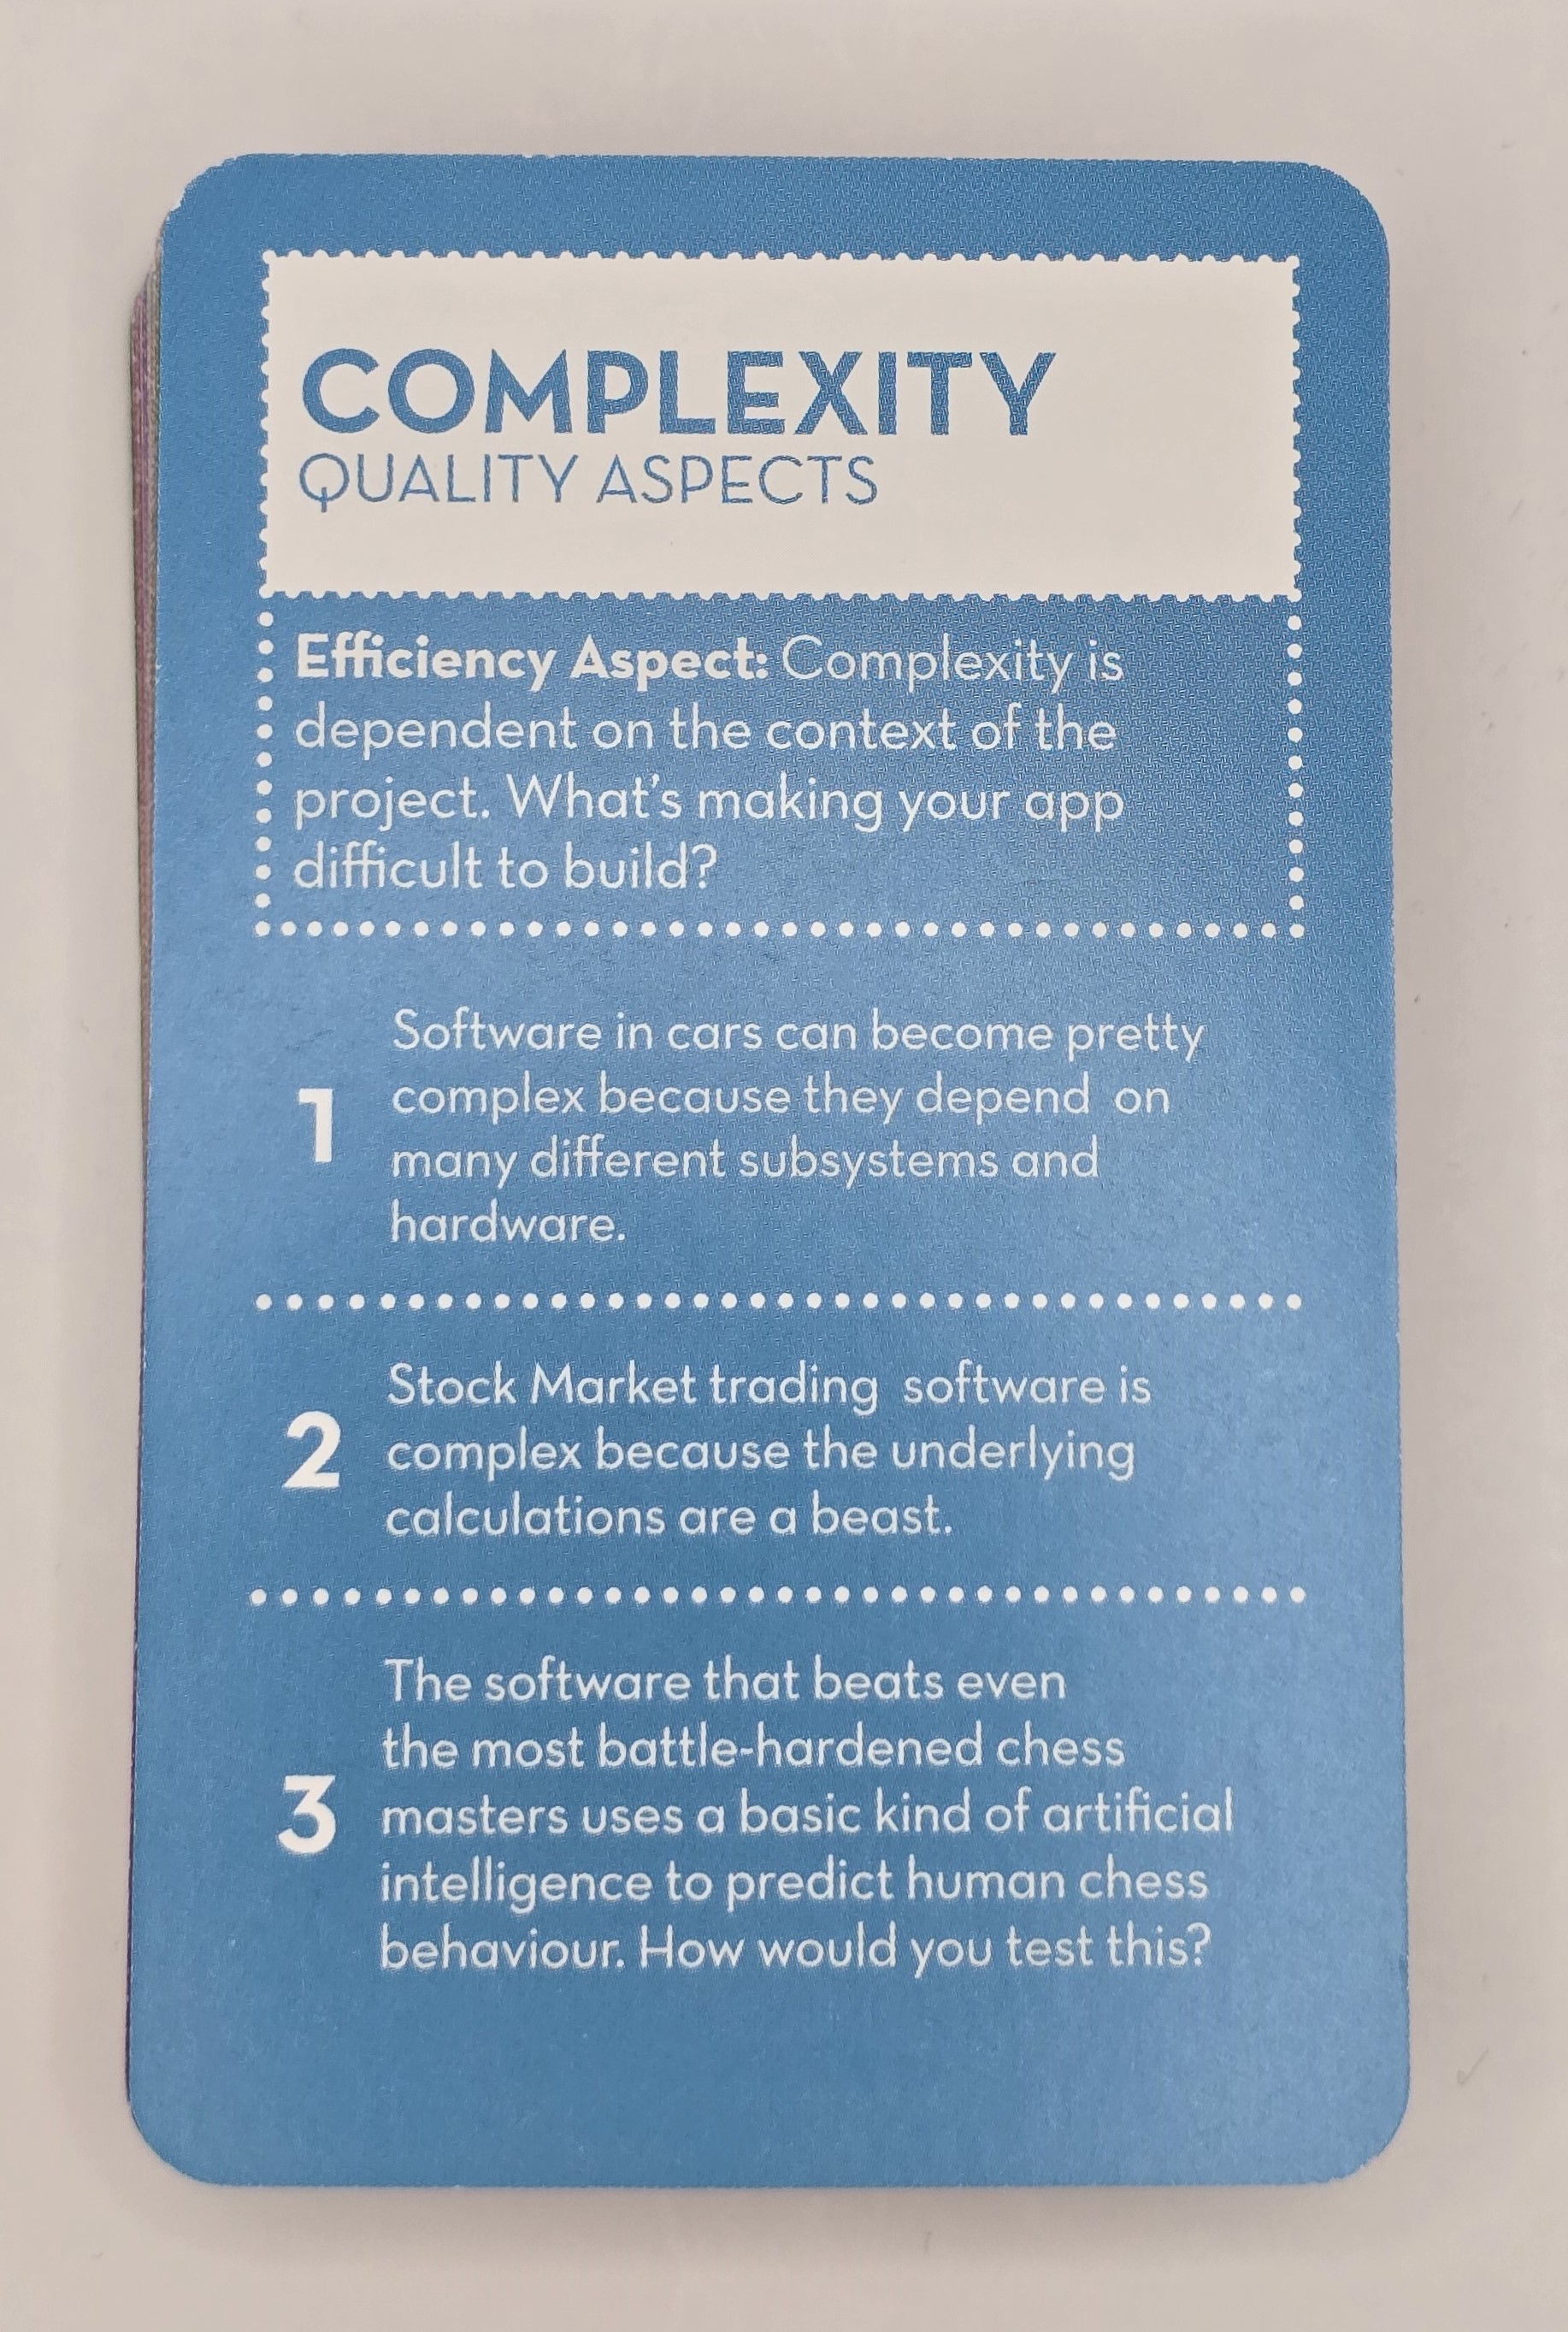 COMPLEXITY
QUALITY ASPECTS
Efficiency Aspect: Complexity is
dependent on the context of the
project. What's making your app
difficult to build?
1
Software in cars can become pretty
complex because they depend on
many different subsystems and
hardware.
2
Stock Market trading software is
complex because the underlying
calculations are a beast.
3
The software that beats even
the most battle-hardened chess
masters uses a basic kind of artificial
intelligence to predict human chess
behaviour. How would you test this?